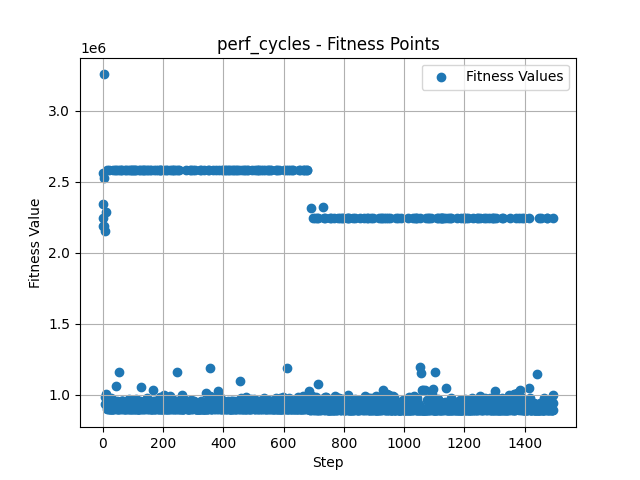 perf_cycles - Fitness Points
1e6
Fitness Values
3.0
2.5
2.0
1.5
1.0
Fitness Value
0 200 400 600 800 1000 1200 1400
Step